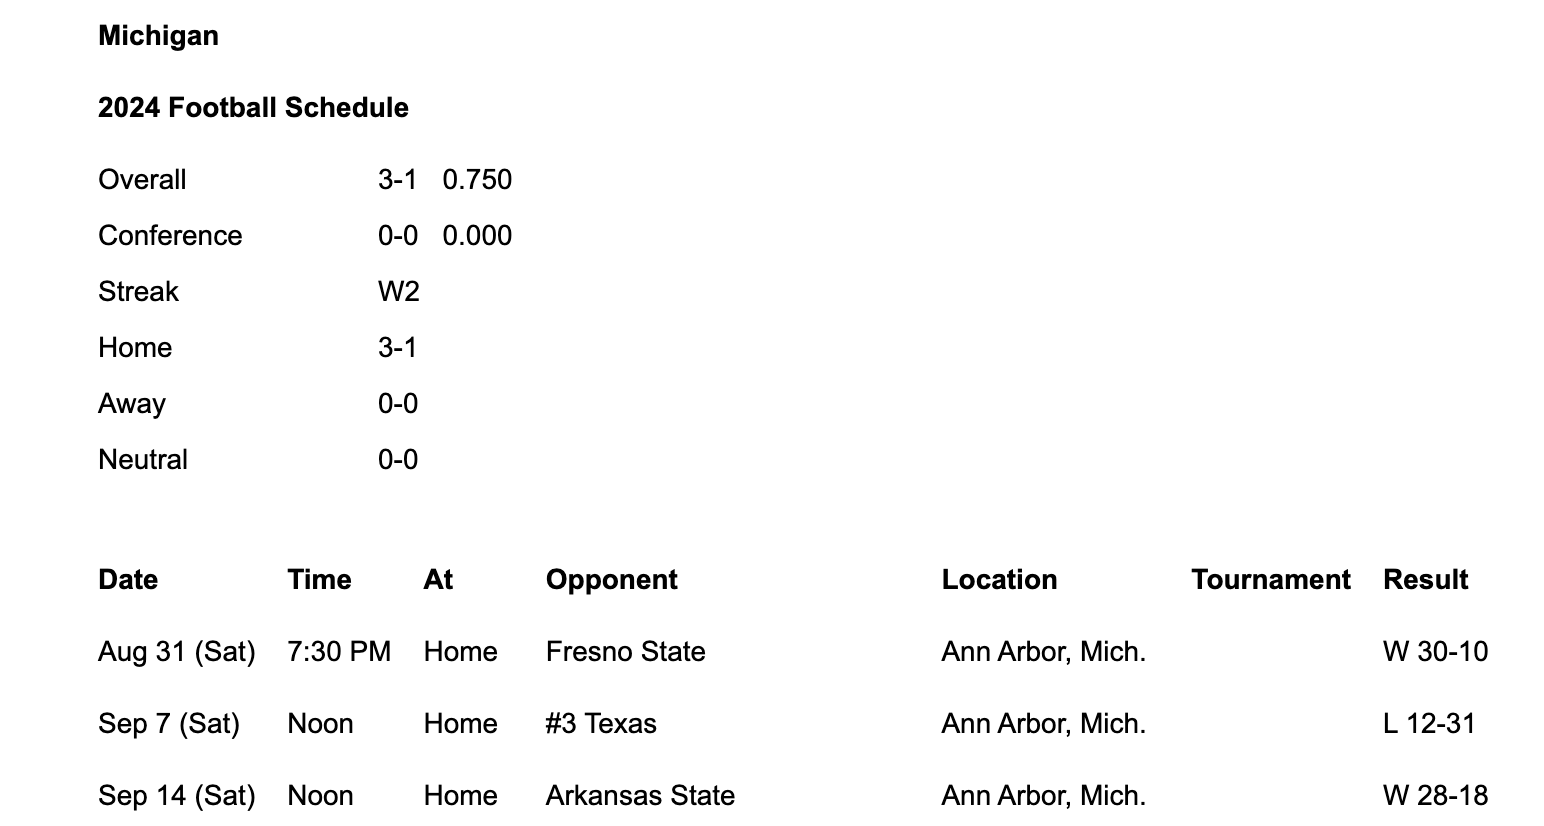 Michigan
2024 Football Schedule
Overall 3-1 0.750
Conference 0-0 0.000
Streak W2
Home 3-1
Away 0-0
Neutral 0-0
Date Time At Opponent Location Tournament Result
Aug 31 (Sat) 7:30 PM Home Fresno State Ann Arbor, Mich. W 30-10
Sep 7 (Sat) Noon Home #3 Texas Ann Arbor, Mich. L 12-31
Sep 14 (Sat) Noon Home Arkansas State Ann Arbor, Mich. W 28-18